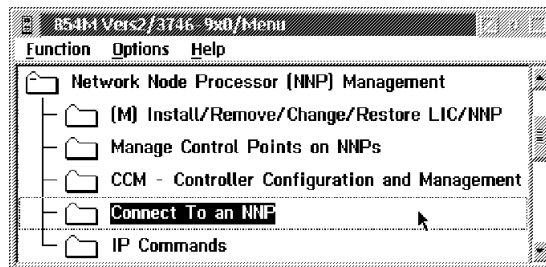 854M Vers2/3746-9x0/Menu
Function Options Help
Network Node Processor (NNP) Management
(M) Install/Remove/Change/Restore LIC/NNP
Manage Control Points on NNPs
CCM - Controller Configuration and Management
Connect To an NNP
IP Commands